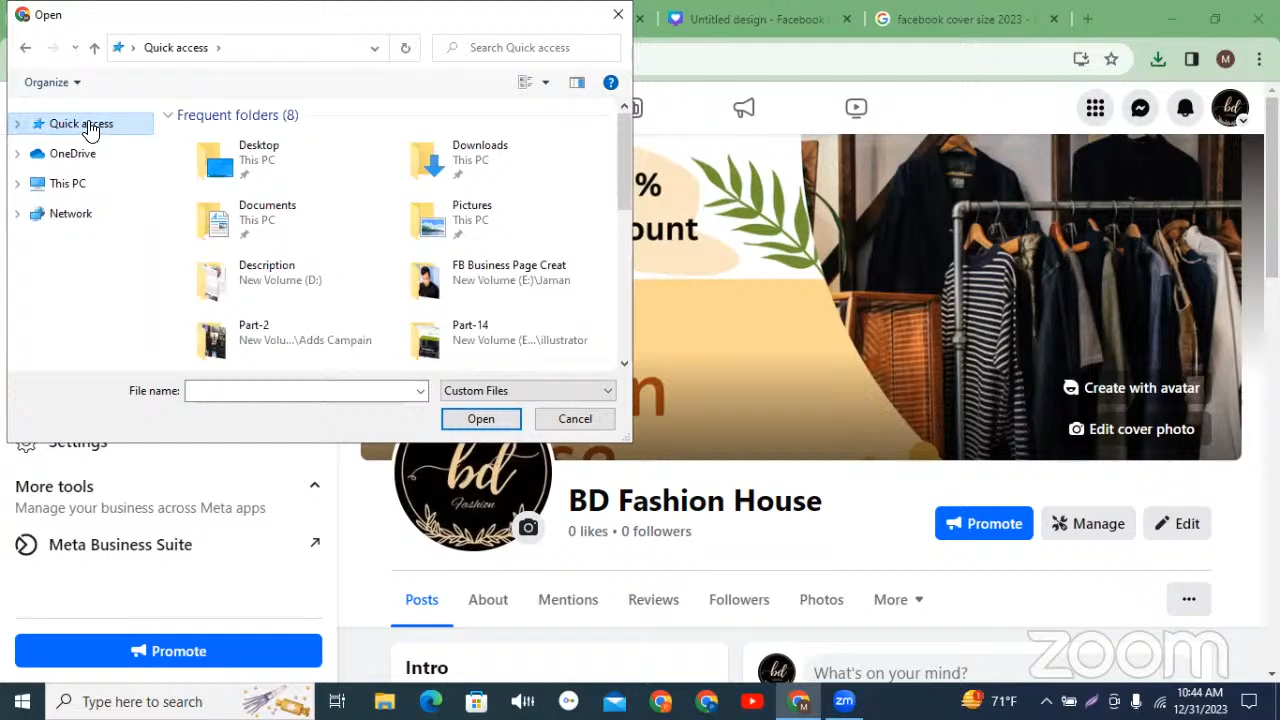 Open
Untitled design - Facebook
facebook cover size 2023 -
Quick access
Search Quick access
M
Organize
Quick access
OneDrive
This PC
Network
Frequent folders (8)
Desktop
This PC
Downloads
This PC
Documents
This PC
Pictures
This PC
Description
New Volume (D:)
FB Business Page Creat
New Volume (E:)\Jaman
Part-2
New Volu...\Adds Campain
Part-14
New Volume (E...\illustrator
File name:
Custom Files
Open
Cancel
%
ount
Create with avatar
Edit cover photo
Settings
More tools
Manage your business across Meta apps
Meta Business Suite
Promote
bd
Fashion
BD Fashion House
0 likes • 0 followers
Promote
Manage
Edit
Posts
About
Mentions
Reviews
Followers
Photos
More
Intro
What's on your mind?
zoom
Type here to search
zm
71°F
10:44 AM
12/31/2023